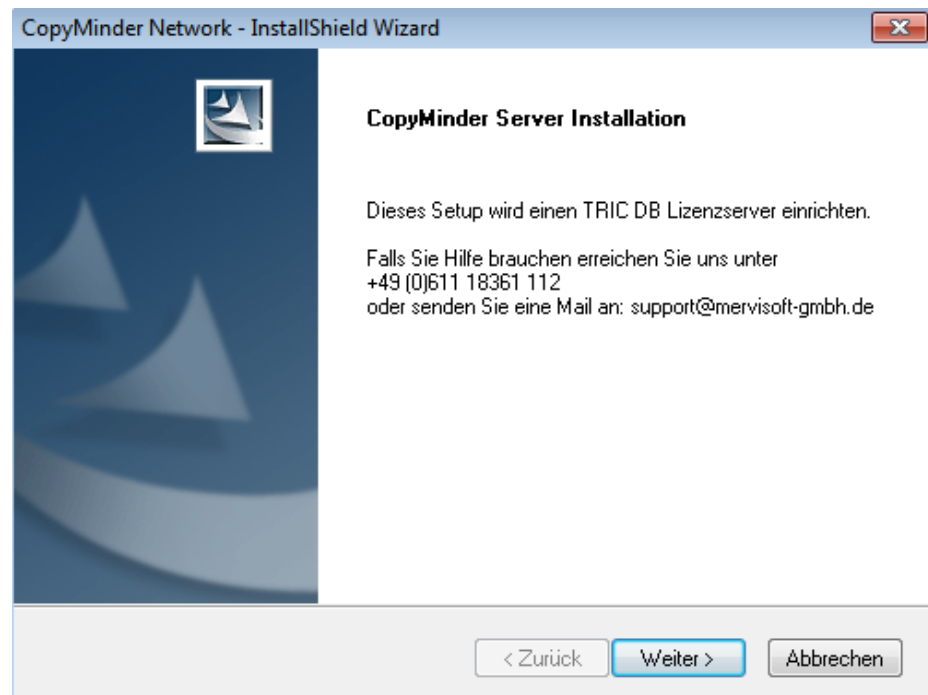 CopyMinder Network - InstallShield Wizard
CopyMinder Server Installation
Dieses Setup wird einen TRIC DB Lizenzserver einrichten.
Falls Sie Hilfe brauchen erreichen Sie uns unter
+49 (0)611 18361 112
oder senden Sie eine Mail an: support@mervisoft-gmbh.de
< Zurück
Weiter >
Abbrechen